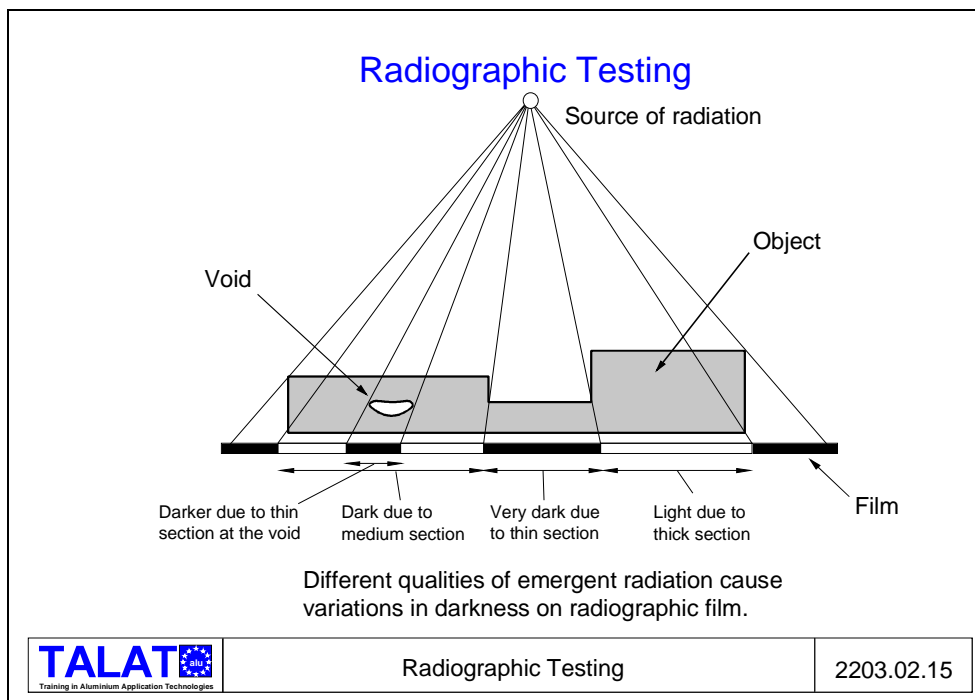 Radiographic Testing
Source of radiation
Object
Void
Film
Darker due to thin
section at the void
Dark due to
medium section
Very dark due
to thin section
Light due to
thick section
Different qualities of emergent radiation cause
variations in darkness on radiographic film.
TALAT
alu
Training in Aluminium Application Technologies
Radiographic Testing
2203.02.15